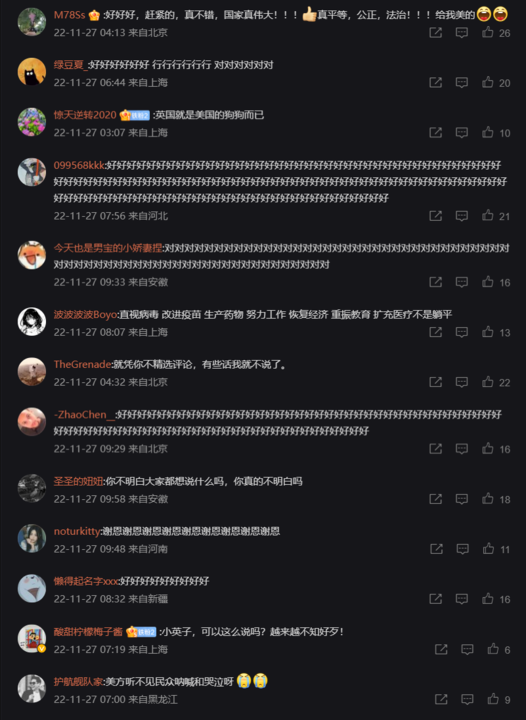 M78Ss :好好好，赶紧的，真不错，国家真伟大！！！👍真平等，公正，法治！！！给我美的😄😄
22-11-27 04:13 来自北京 26
绿豆夏_:好好好好好好 行行行行行行 对对对对对对
22-11-27 06:44 来自上海 20
惊天逆转2020 铁粉2 :英国就是美国的狗狗而已
22-11-27 03:07 来自上海 10
099568kkk:好好好好好好好好好好好好好好好好好好好好好好好好好好好好好好好好好好好好好好好好
好好好好好好好好好好好好好好好好好好好好好好好好好好好好好好好好好好好好好好好好好好好好好好
好好好好好好好好好好好好好好好好好好好好好好好好好好好好好好好好好好
22-11-27 07:56 来自河北 21
今天也是男宝的小娇妻捏:对对对对对对对对对对对对对对对对对对对对对对对对对对对对对对对对对对对
对对对对对对对对对对对对对对对对对对对对对对对对对对对对
22-11-27 09:33 来自安徽 16
波波波波Boyo:直视病毒 改进疫苗 生产药物 努力工作 恢复经济 重振教育 扩充医疗不是躺平
22-11-27 08:07 来自上海 13
TheGrenade:就凭你不精选评论，有些话我就不说了。
22-11-27 04:32 来自北京 22
-ZhaoChen__:好好好好好好好好好好好好好好好好好好好好好好好好好好好好好好好好好好好好好好好
好好好好好好好好好好好好好好好好好好好好好好好好好好好好好好好好
22-11-27 09:29 来自北京 16
圣圣的妞妞:你不明白大家都想说什么吗，你真的不明白吗
22-11-27 09:58 来自安徽 18
noturkitty:谢恩谢恩谢恩谢恩谢恩谢恩谢恩谢恩谢恩
22-11-27 09:48 来自河南 11
懒得起名字xxx:好好好好好好好好好
22-11-27 08:32 来自新疆 16
酸甜柠檬梅子酱 铁粉2 :小英子，可以这么说吗？越来越不知好歹！
22-11-27 07:19 来自上海 6
护航舰队家:美方听不见民众呐喊和哭泣呀😭😭
22-11-27 07:00 来自黑龙江 9